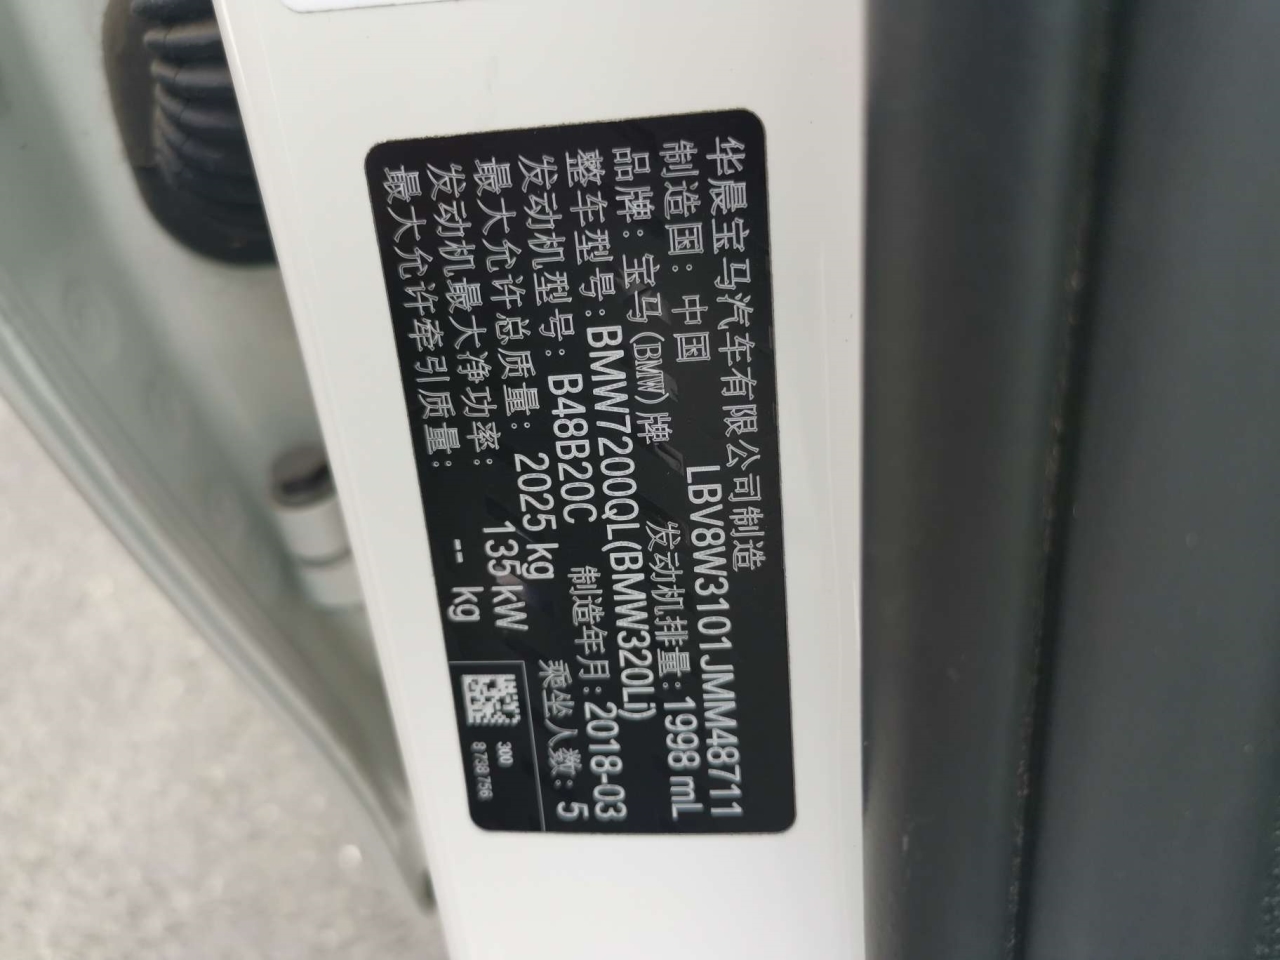 华晨宝马汽车有限公司制造
制造国：中国 LBV8W3101JMM48711
品牌：宝马(BMW)牌 发动机排量：1998 mL
整车型号：BMW7200QL(BMW320Li)
发动机型号：B48B20C 制造年月：2018-03
最大允许总质量：2025 kg 乘坐人数：5
发动机最大净功率：135 kW
最大允许牵引质量：-- kg
300
8 738 756